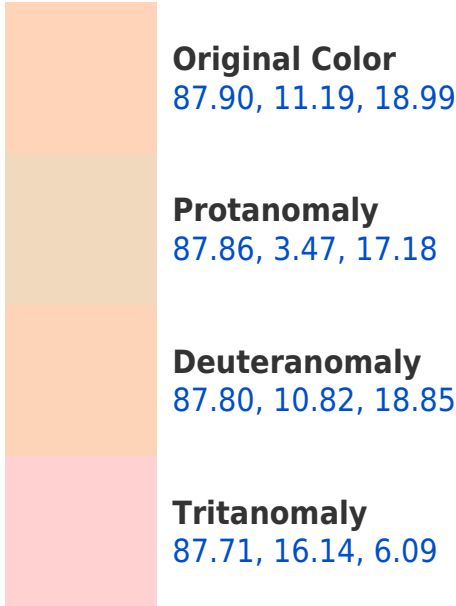 Original Color
87.90, 11.19, 18.99
Protanomaly
87.86, 3.47, 17.18
Deuteranomaly
87.80, 10.82, 18.85
Tritanomaly
87.71, 16.14, 6.09